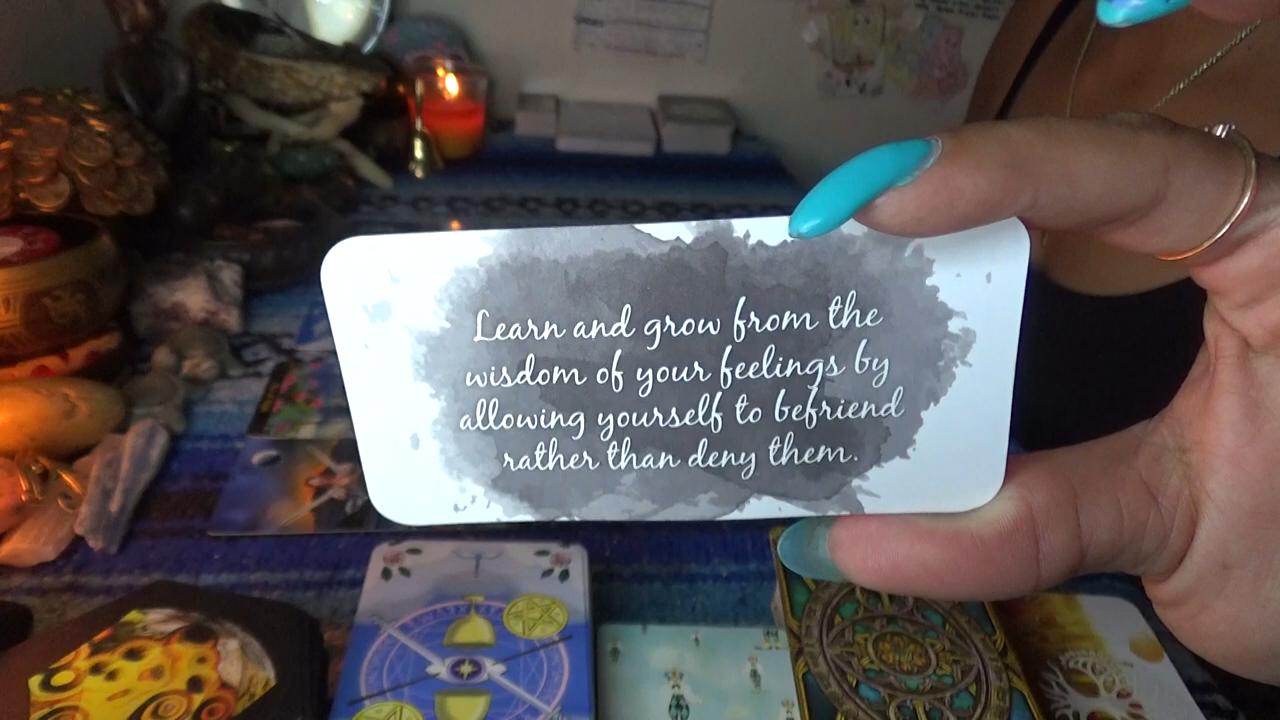 Learn and grow from the
wisdom of your feelings by
allowing yourself to befriend
rather than deny them.